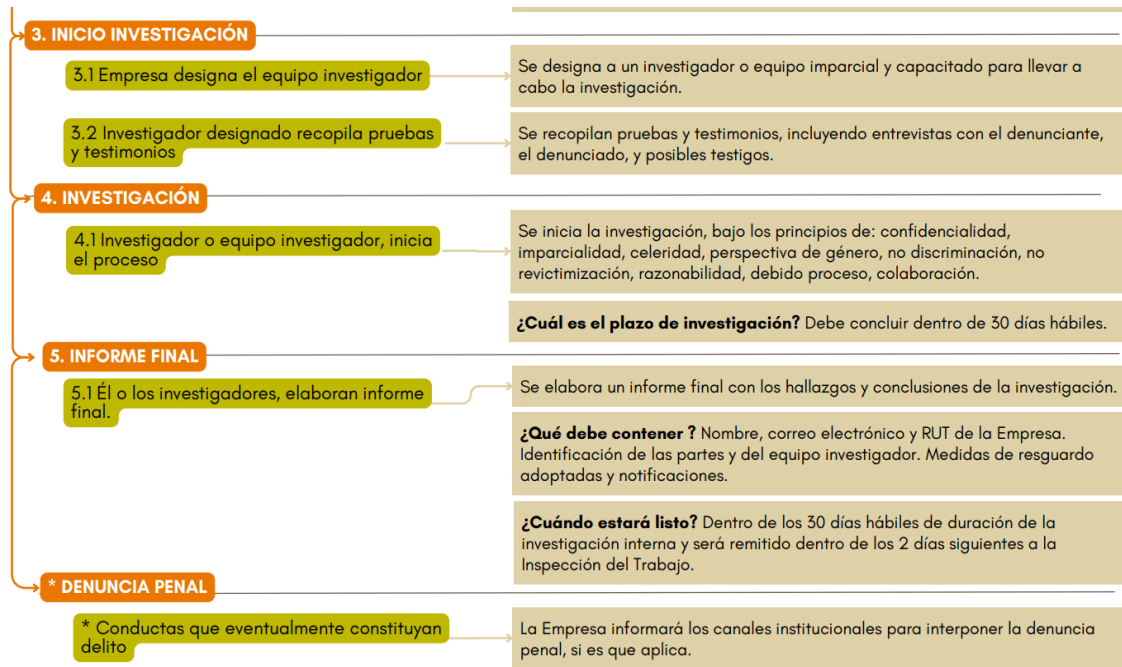 3. INICIO INVESTIGACIÓN
3.1 Empresa designa el equipo investigador
Se designa a un investigador o equipo imparcial y capacitado para llevar a
cabo la investigación.
3.2 Investigador designado recopila pruebas
y testimonios
Se recopilan pruebas y testimonios, incluyendo entrevistas con el denunciante,
el denunciado, y posibles testigos.
4. INVESTIGACIÓN
4.1 Investigador o equipo investigador, inicia
el proceso
Se inicia la investigación, bajo los principios de: confidencialidad,
imparcialidad, celeridad, perspectiva de género, no discriminación, no
revictimización, razonabilidad, debido proceso, colaboración.
¿Cuál es el plazo de investigación? Debe concluir dentro de 30 días hábiles.
5. INFORME FINAL
5.1 Él o los investigadores, elaboran informe
final.
Se elabora un informe final con los hallazgos y conclusiones de la investigación.
¿Qué debe contener ? Nombre, correo electrónico y RUT de la Empresa.
Identificación de las partes y del equipo investigador. Medidas de resguardo
adoptadas y notificaciones.
¿Cuándo estará listo? Dentro de los 30 días hábiles de duración de la
investigación interna y será remitido dentro de los 2 días siguientes a la
Inspección del Trabajo.
* DENUNCIA PENAL
* Conductas que eventualmente constituyan
delito
La Empresa informará los canales institucionales para interponer la denuncia
penal, si es que aplica.